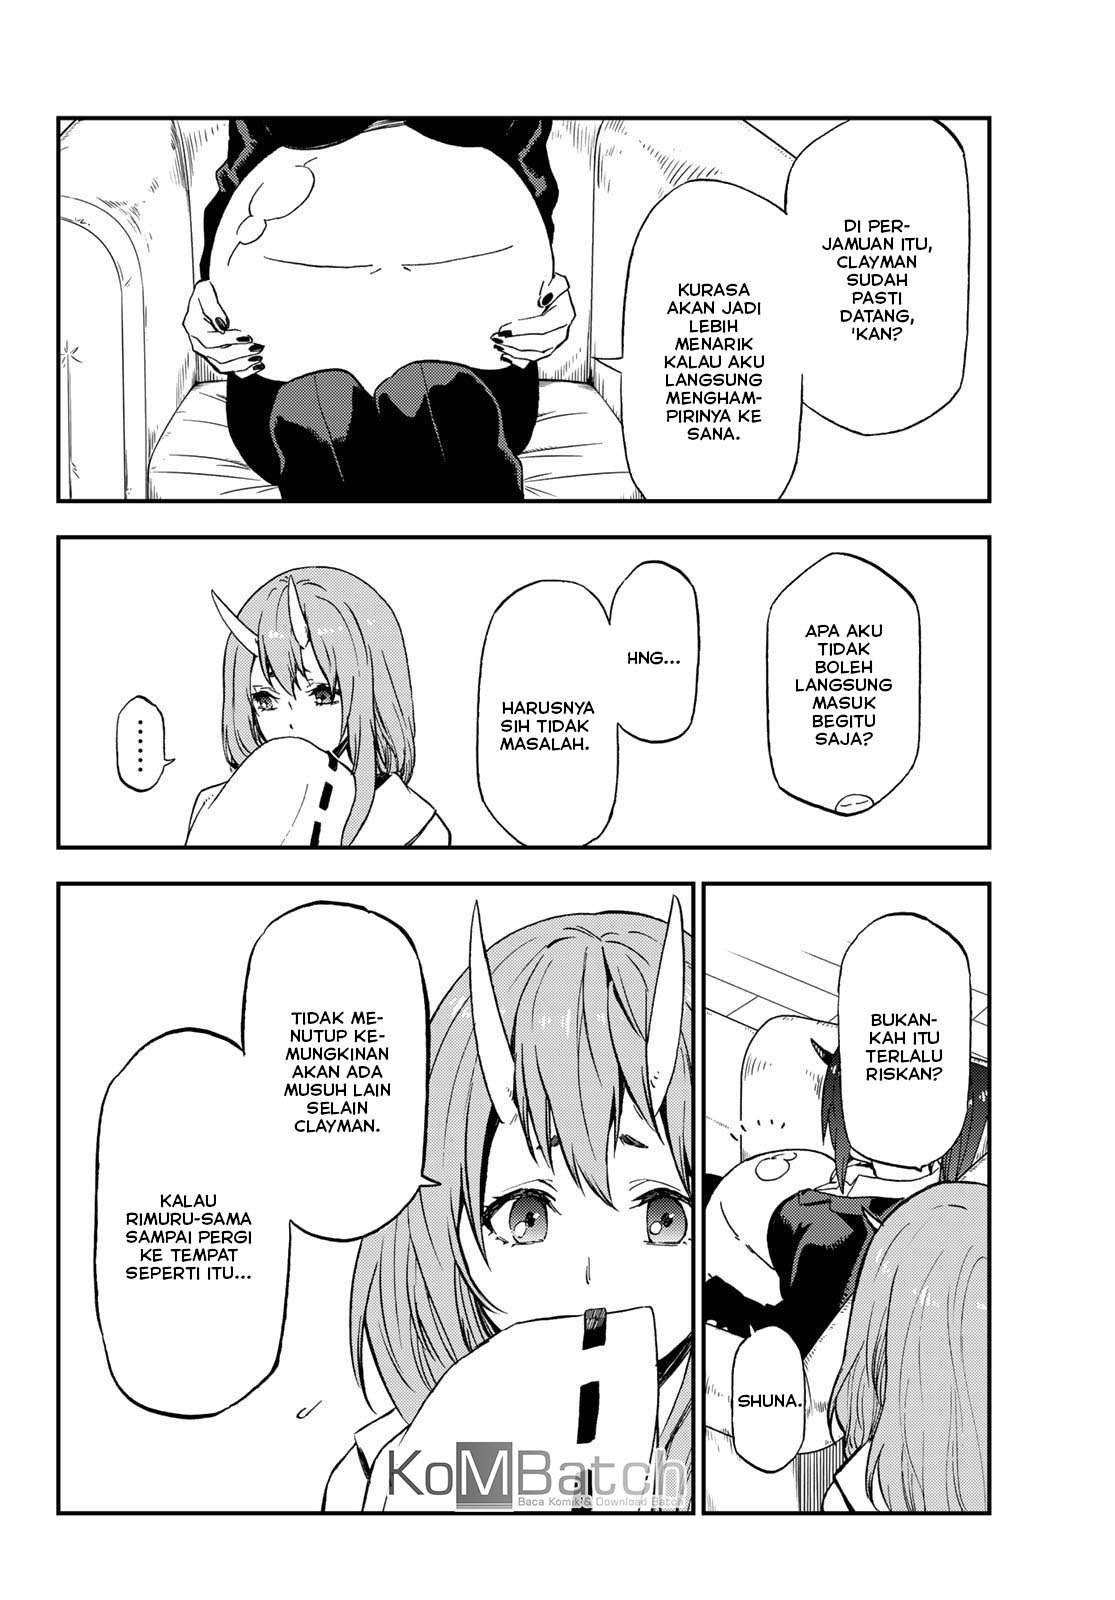 DI PER-
JAMUAN ITU,
CLAYMAN
SUDAH
PASTI
DATANG,
'KAN?
KURASA
AKAN JADI
LEBIH
MENARIK
KALAU AKU
LANGSUNG
MENGHAM-
PIRINYA KE
SANA.
APA AKU
TIDAK
BOLEH
LANGSUNG
MASUK
BEGITU
SAJA?
HNG...
HARUSNYA
SIH TIDAK
MASALAH.
......
BUKAN-
KAH ITU
TERLALU
RISKAN?
SHUNA.
TIDAK ME-
NUTUP KE-
MUNGKINAN
AKAN ADA
MUSUH LAIN
SELAIN
CLAYMAN.
KALAU
RIMURU-SAMA
SAMPAI PERGI
KE TEMPAT
SEPERTI ITU...
KoMBatch
Baca Komik & Download Batch